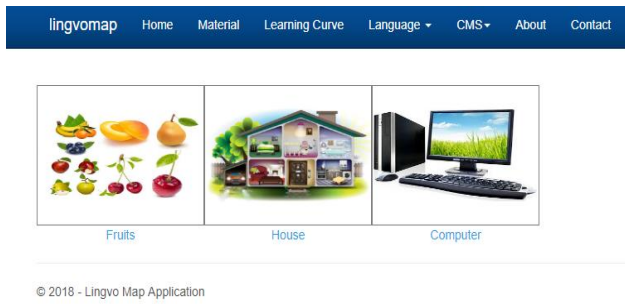 lingvomap Home Material Learning Curve Language CMS About Contact
Fruits House Computer
© 2018 - Lingvo Map Application